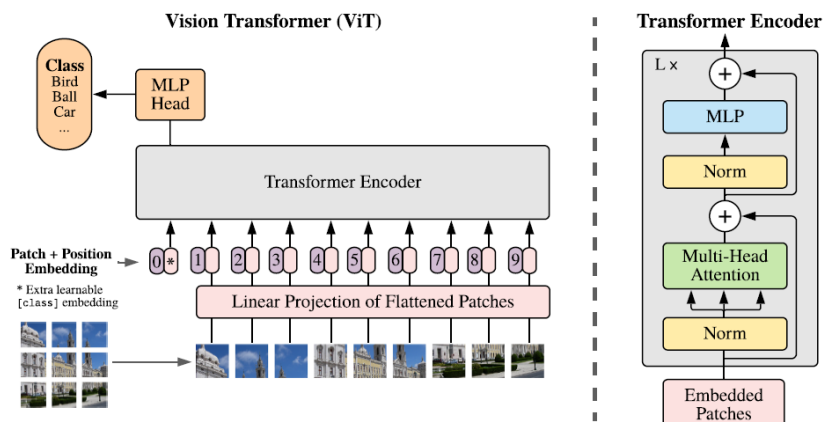 Vision Transformer (ViT)
Class
Bird
Ball
Car
...
MLP
Head
Transformer Encoder
Patch + Position
Embedding
0 * 1 2 3 4 5 6 7 8 9
* Extra learnable
[class] embedding
Linear Projection of Flattened Patches
Transformer Encoder
L x
+
MLP
Norm
+
Multi-Head
Attention
Norm
Embedded
Patches